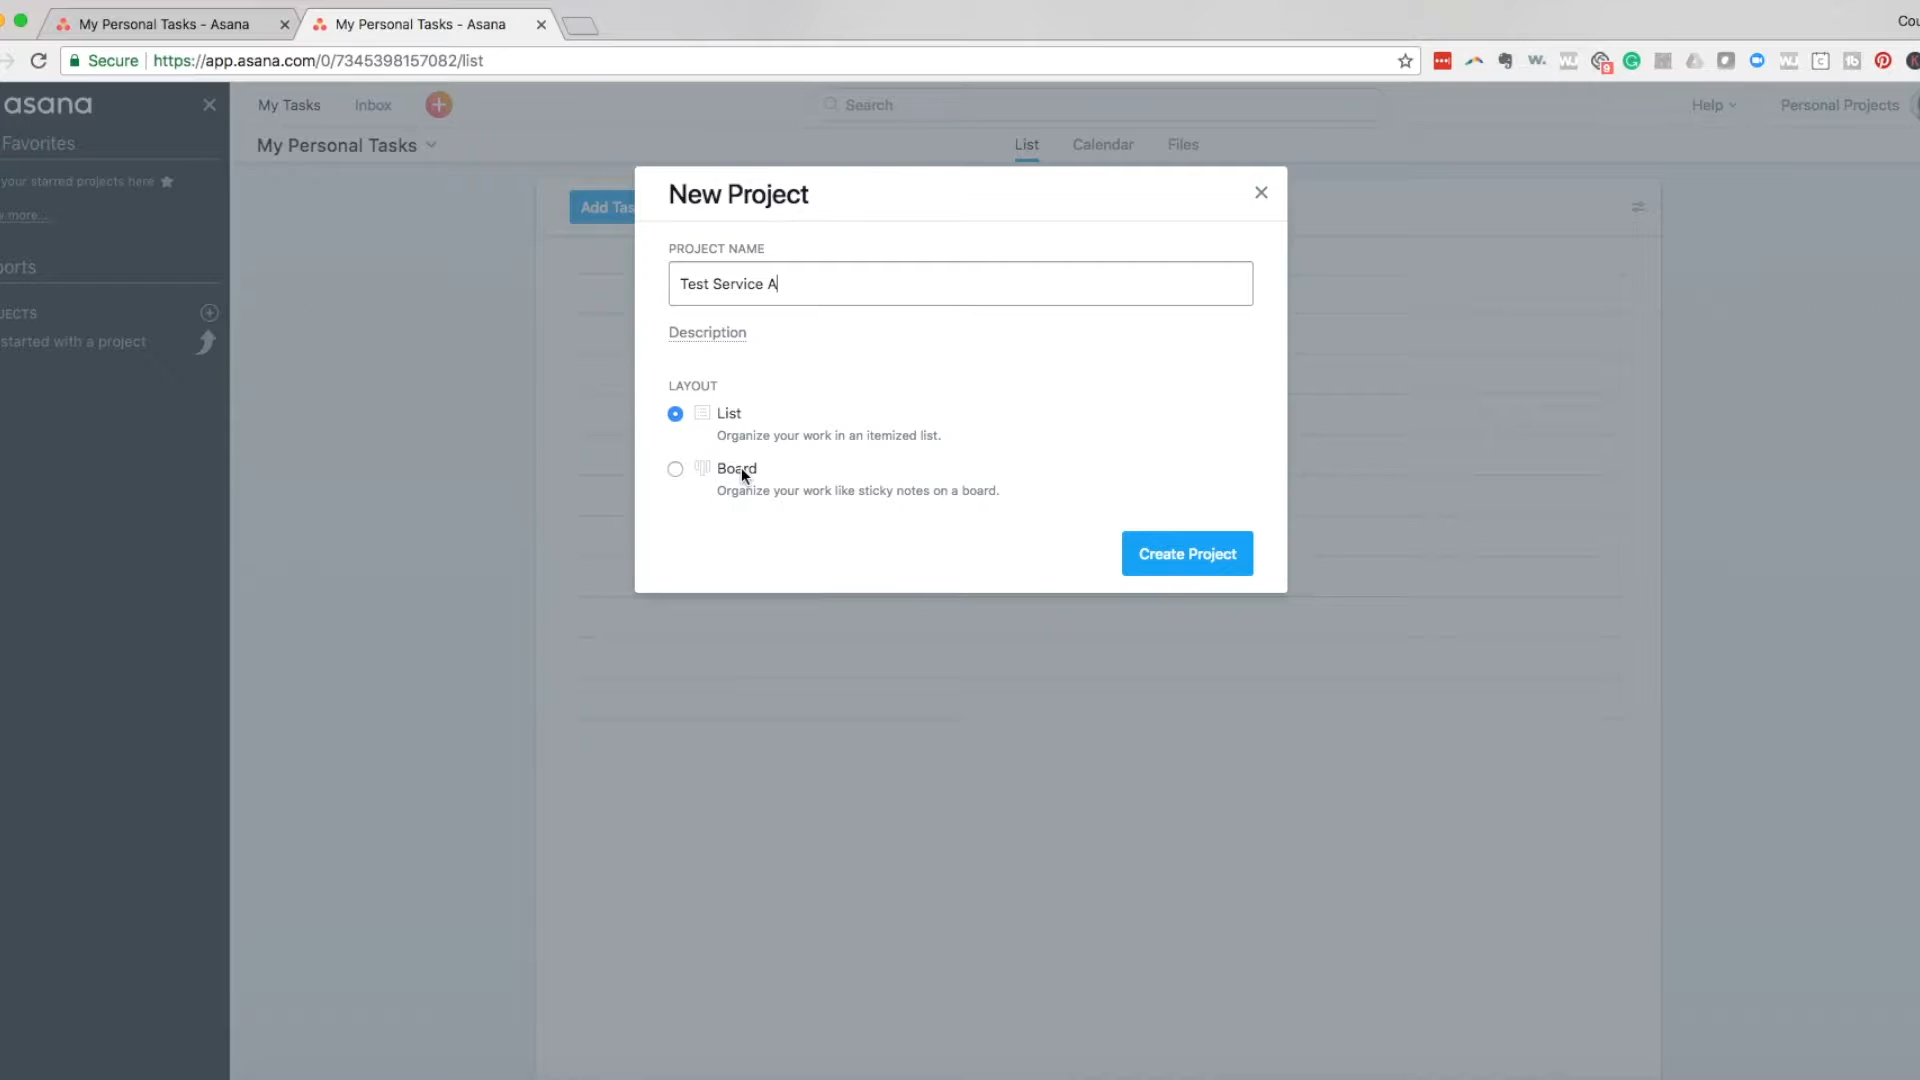 My Personal Tasks - Asana
My Personal Tasks - Asana
Cou
Secure https://app.asana.com/0/7345398157082/list
asana
My Tasks Inbox
Search
Help
Personal Projects
Favorites
My Personal Tasks
List Calendar Files
your starred projects here
more...
New Project
Add Tas
PROJECT NAME
Test Service A
Description
LAYOUT
List
Organize your work in an itemized list.
Board
Organize your work like sticky notes on a board.
Create Project
orts
JECTS
started with a project